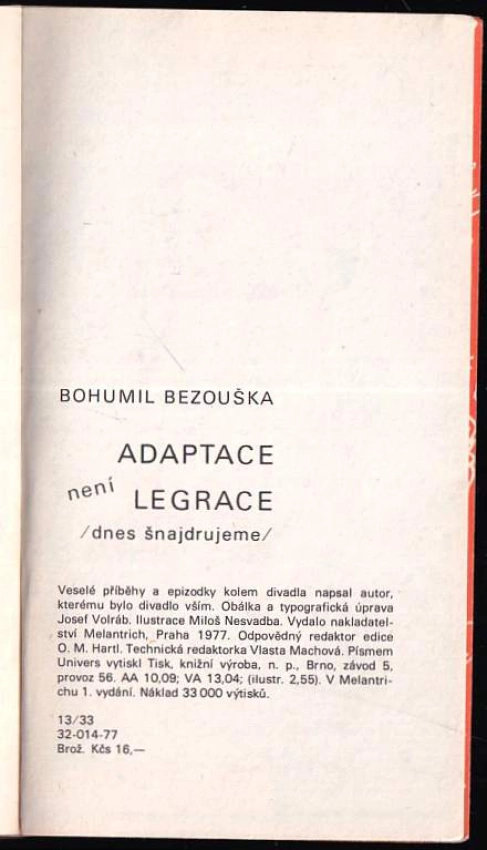 BOHUMIL BEZOUŠKA
ADAPTACE
není LEGRACE
/dnes šnajdrujeme/
Veselé příběhy a epizodky kolem divadla napsal autor,
kterému bylo divadlo vším. Obálka a typografická úprava
Josef Volráb. Ilustrace Miloš Nesvadba. Vydalo nakladatel-
ství Melantrich, Praha 1977. Odpovědný redaktor edice
O. M. Hartl. Technická redaktorka Vlasta Machová. Písmem
Univers vytiskl Tisk, knižní výroba, n. p., Brno, závod 5,
provoz 56. AA 10,09; VA 13,04; (ilustr. 2,55). V Melantri-
chu 1. vydání. Náklad 33 000 výtisků.
13/33
32-014-77
Brož. Kčs 16,—